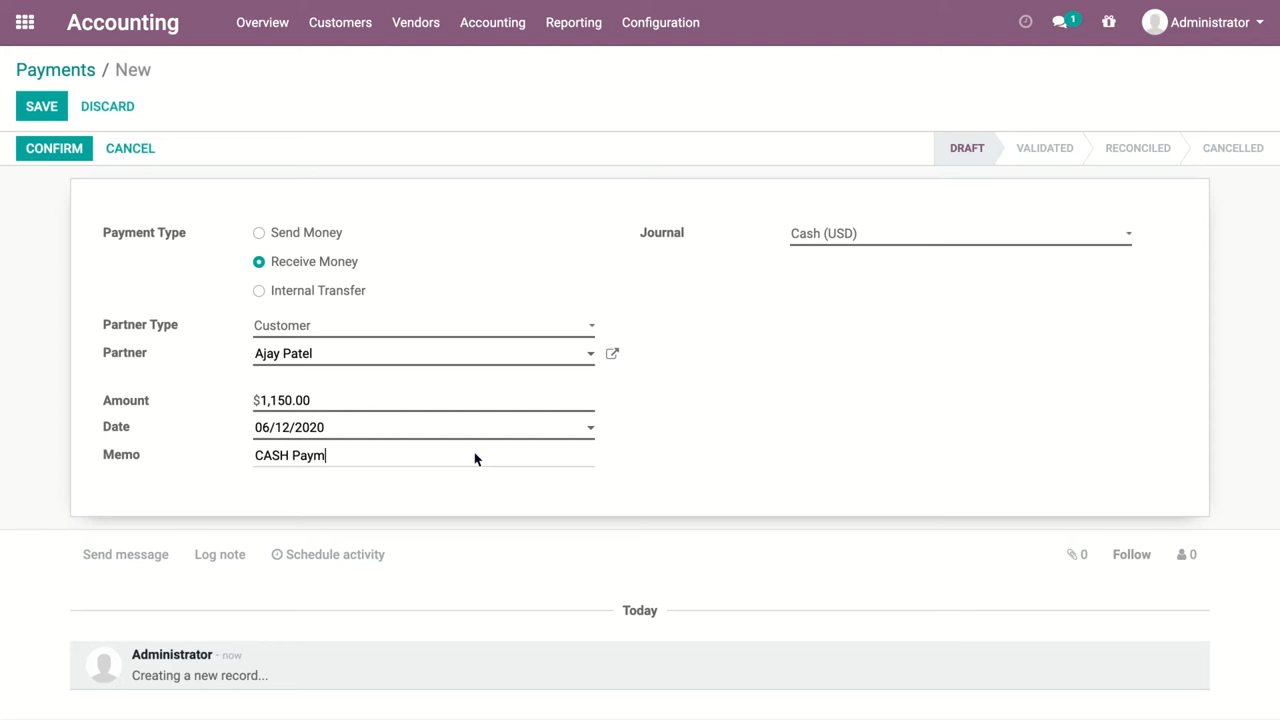 Accounting Overview Customers Vendors Accounting Reporting Configuration 1 Administrator
Payments / New
SAVE DISCARD
CONFIRM CANCEL DRAFT VALIDATED RECONCILED CANCELLED
Payment Type Send Money Journal Cash (USD)
Receive Money
Internal Transfer
Partner Type Customer
Partner Ajay Patel
Amount $1,150.00
Date 06/12/2020
Memo CASH Paym
Send message Log note Schedule activity 0 Follow 0
Today
Administrator - now
Creating a new record...